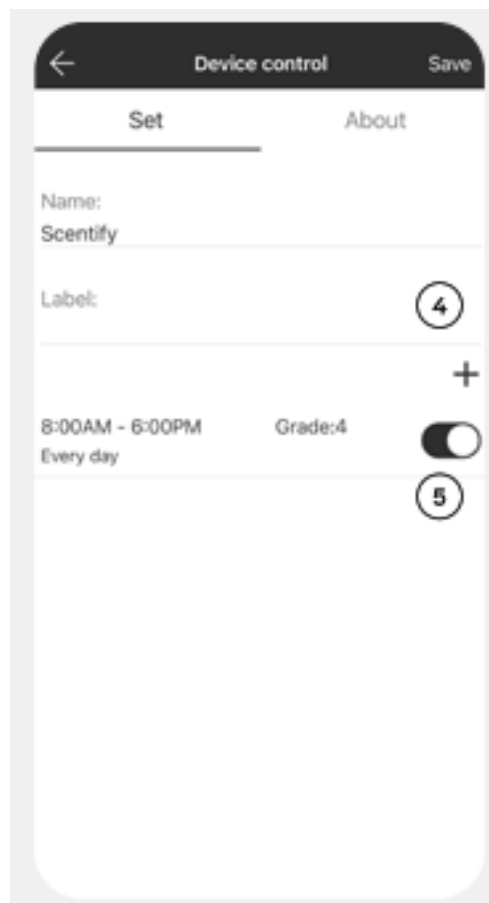 Device control Save
Set About
Name:
Scentify
Label:
4
+
8:00AM - 6:00PM Grade:4
Every day
5